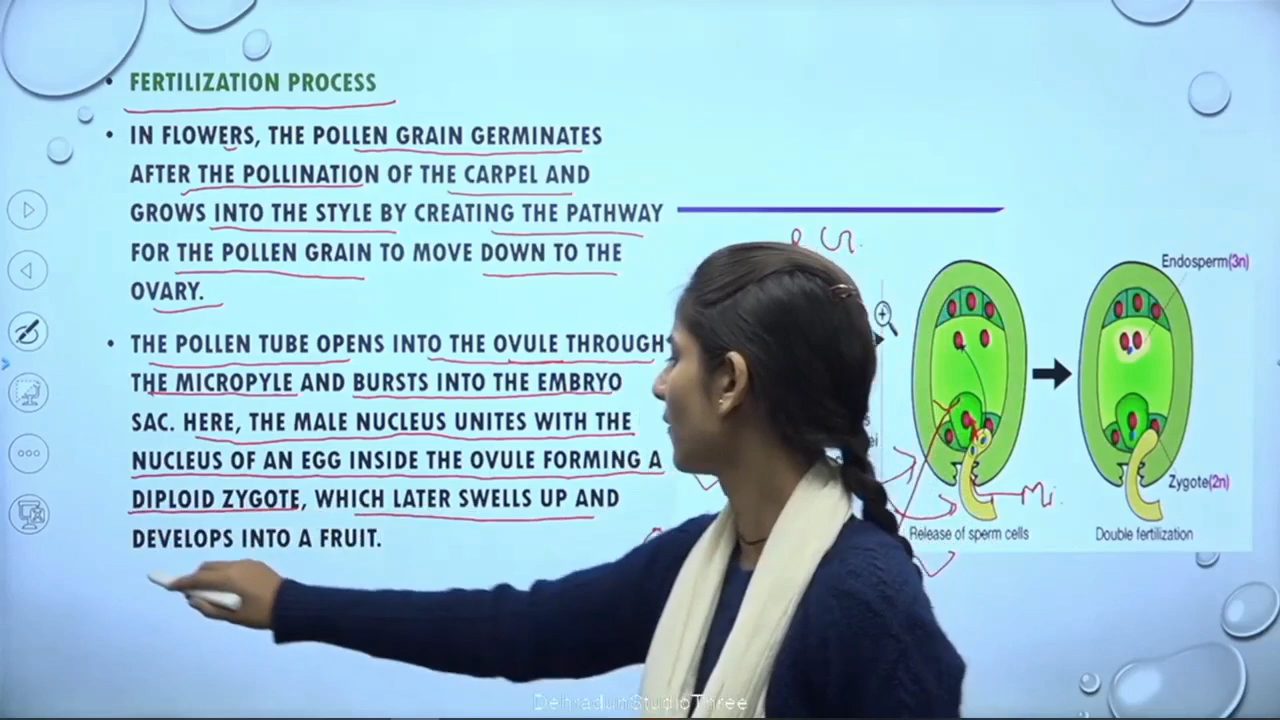 FERTILIZATION PROCESS
IN FLOWERS, THE POLLEN GRAIN GERMINATES
AFTER THE POLLINATION OF THE CARPEL AND
GROWS INTO THE STYLE BY CREATING THE PATHWAY
FOR THE POLLEN GRAIN TO MOVE DOWN TO THE
OVARY.
THE POLLEN TUBE OPENS INTO THE OVULE THROUGH
THE MICROPYLE AND BURSTS INTO THE EMBRYO
SAC. HERE, THE MALE NUCLEUS UNITES WITH THE
NUCLEUS OF AN EGG INSIDE THE OVULE FORMING A
DIPLOID ZYGOTE, WHICH LATER SWELLS UP AND
DEVELOPS INTO A FRUIT.
Endosperm(3n)
Zygote(2n)
Mi.
Release of sperm cells
Double fertilization
DehradunStudioThree